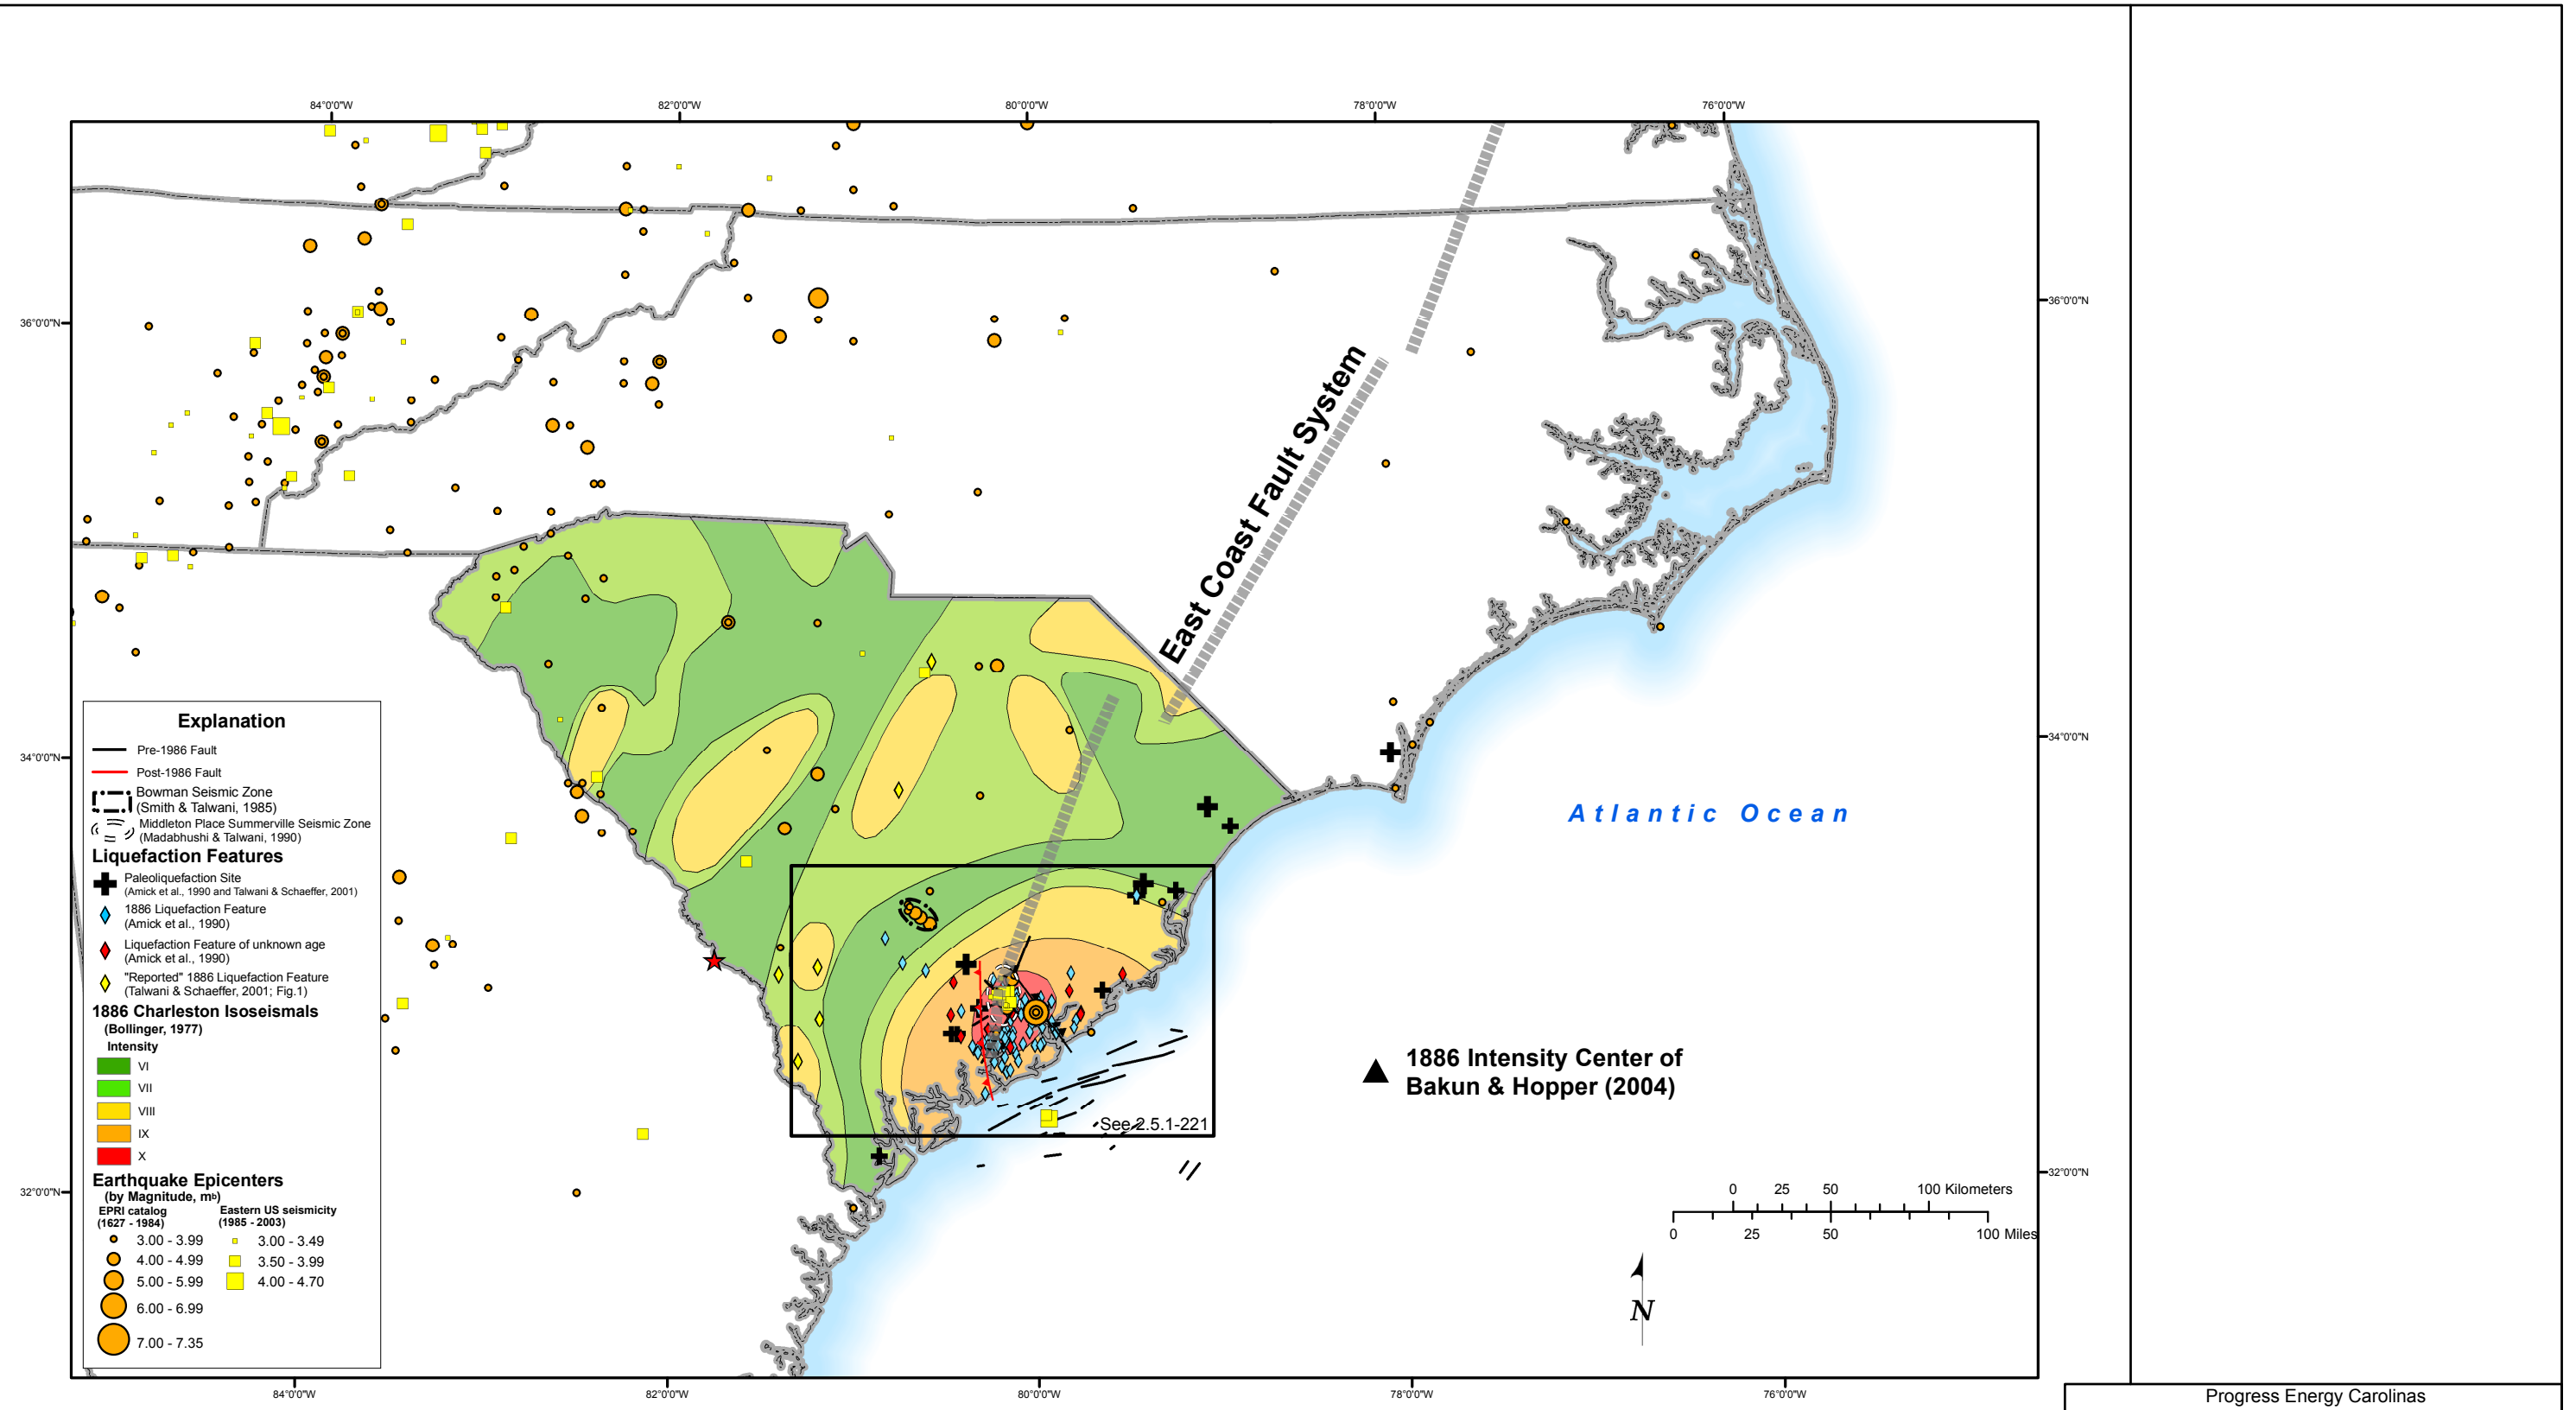 84°0'0"W
82°0'0"W
80°0'0"W
78°0'0"W
76°0'0"W
36°0'0"N
36°0'0"N
East Coast Fault System
34°0'0"N
34°0'0"N
Atlantic Ocean
Explanation
Pre-1986 Fault
Post-1986 Fault
Bowman Seismic Zone
(Smith & Talwani, 1985)
Middleton Place Summerville Seismic Zone
(Madabhushi & Talwani, 1990)
Liquefaction Features
Paleoliquefaction Site
(Amick et al., 1990 and Talwani & Schaeffer, 2001)
1886 Liquefaction Feature
(Amick et al., 1990)
Liquefaction Feature of unknown age
(Amick et al., 1990)
"Reported" 1886 Liquefaction Feature
(Talwani & Schaeffer, 2001; Fig.1)
1886 Charleston Isoseismals
(Bollinger, 1977)
Intensity
VI
VII
VIII
IX
X
Earthquake Epicenters
(by Magnitude, mb)
EPRI catalog
(1627 - 1984)
3.00 - 3.99
4.00 - 4.99
5.00 - 5.99
6.00 - 6.99
7.00 - 7.35
Eastern US seismicity
(1985 - 2003)
3.00 - 3.49
3.50 - 3.99
4.00 - 4.70
1886 Intensity Center of
Bakun & Hopper (2004)
See 2.5.1-221
32°0'0"N
32°0'0"N
0 25 50 100 Kilometers
0 25 50 100 Miles
N
84°0'0"W
82°0'0"W
80°0'0"W
78°0'0"W
76°0'0"W
Progress Energy Carolinas